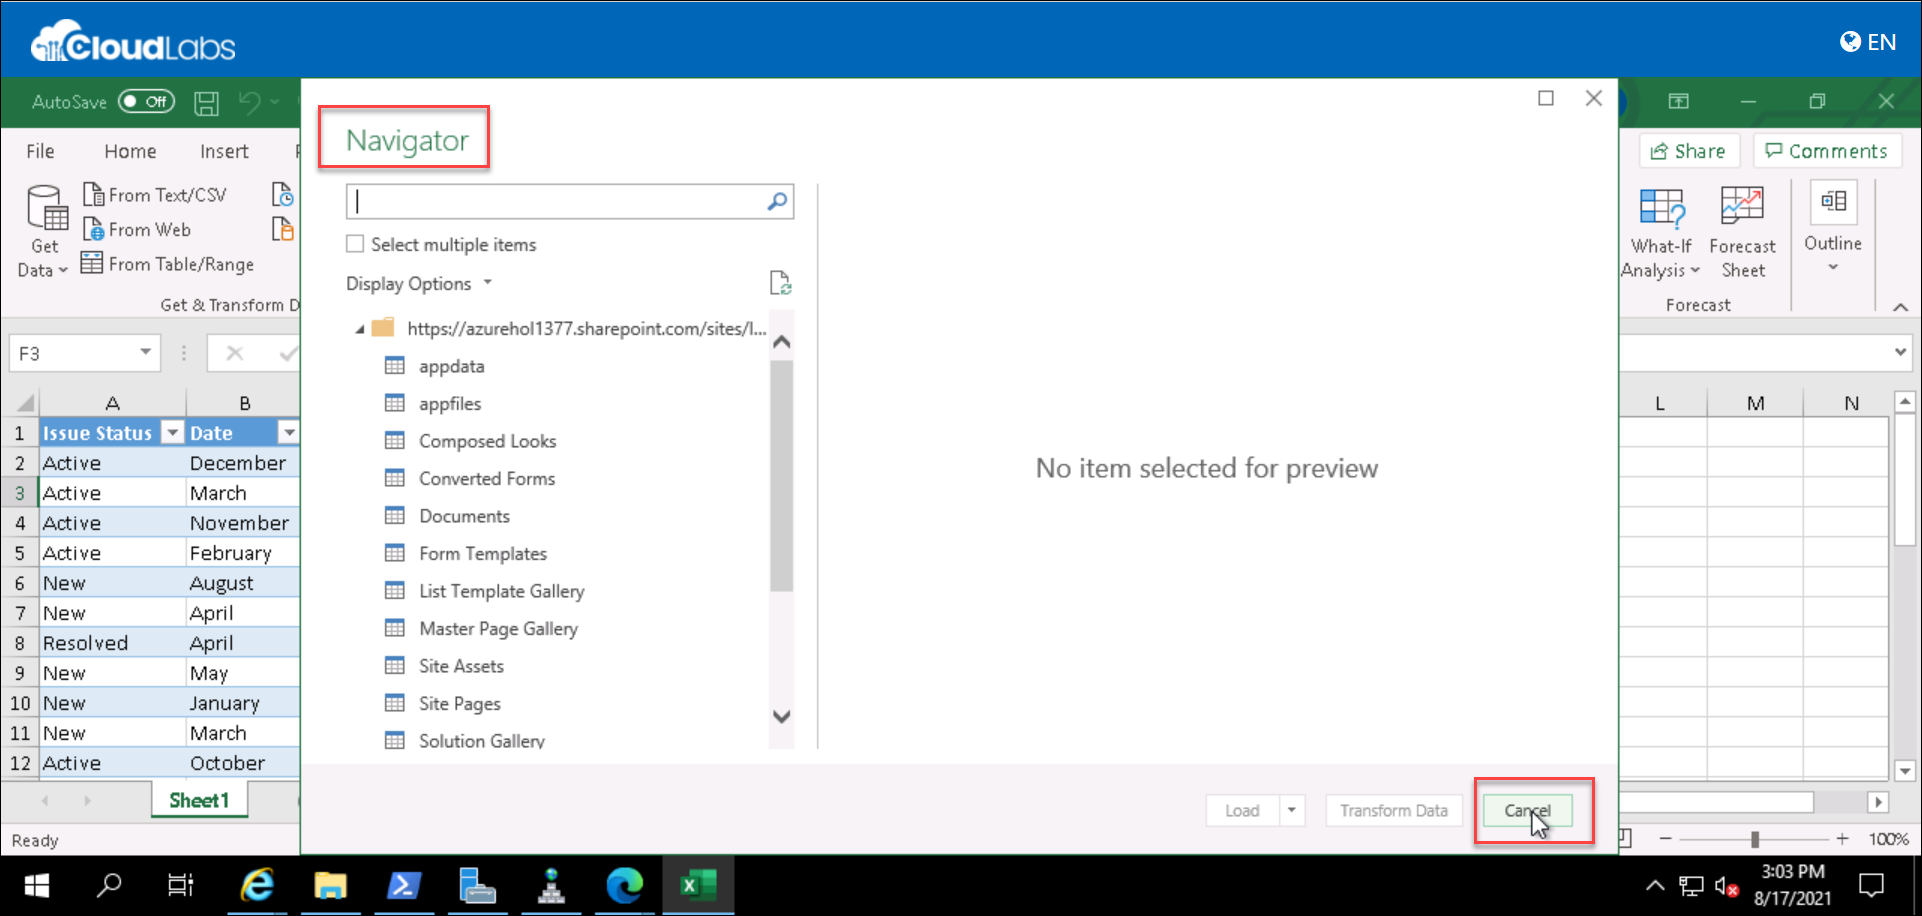 CloudLabs
EN
AutoSave Off
Navigator
File Home Insert
Share Comments
From Text/CSV
From Web
From Table/Range
Get
Data
Get & Transform D
Select multiple items
Display Options
What-If
Analysis
Forecast
Sheet
Outline
Forecast
F3
https://azurehol1377.sharepoint.com/sites/I...
appdata
appfiles
Composed Looks
Converted Forms
Documents
Form Templates
List Template Gallery
Master Page Gallery
Site Assets
Site Pages
Solution Gallery
No item selected for preview
A B L M N
1 Issue Status Date
2 Active December
3 Active March
4 Active November
5 Active February
6 New August
7 New April
8 Resolved April
9 New May
10 New January
11 New March
12 Active October
Sheet1
Load Transform Data Cancel
Ready
100%
3:03 PM
8/17/2021